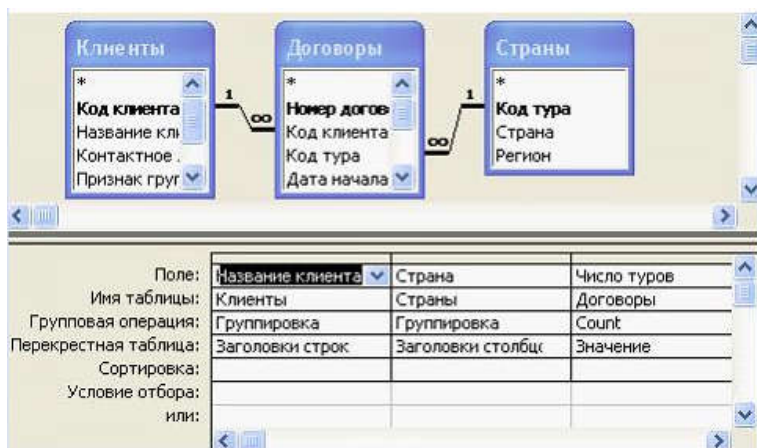 Клиенты
*
Код клиента
Название кли
Контактное .
Признак груг
1
∞
Договоры
*
Номер догов
Код клиента
Код тура
Дата начала
∞
1
Страны
*
Код тура
Страна
Регион
Поле: Название клиента Страна Число туров
Имя таблицы: Клиенты Страны Договоры
Групповая операция: Группировка Группировка Count
Перекрестная таблица: Заголовки строк Заголовки столбцс Значение
Сортировка:
Условие отбора:
или: